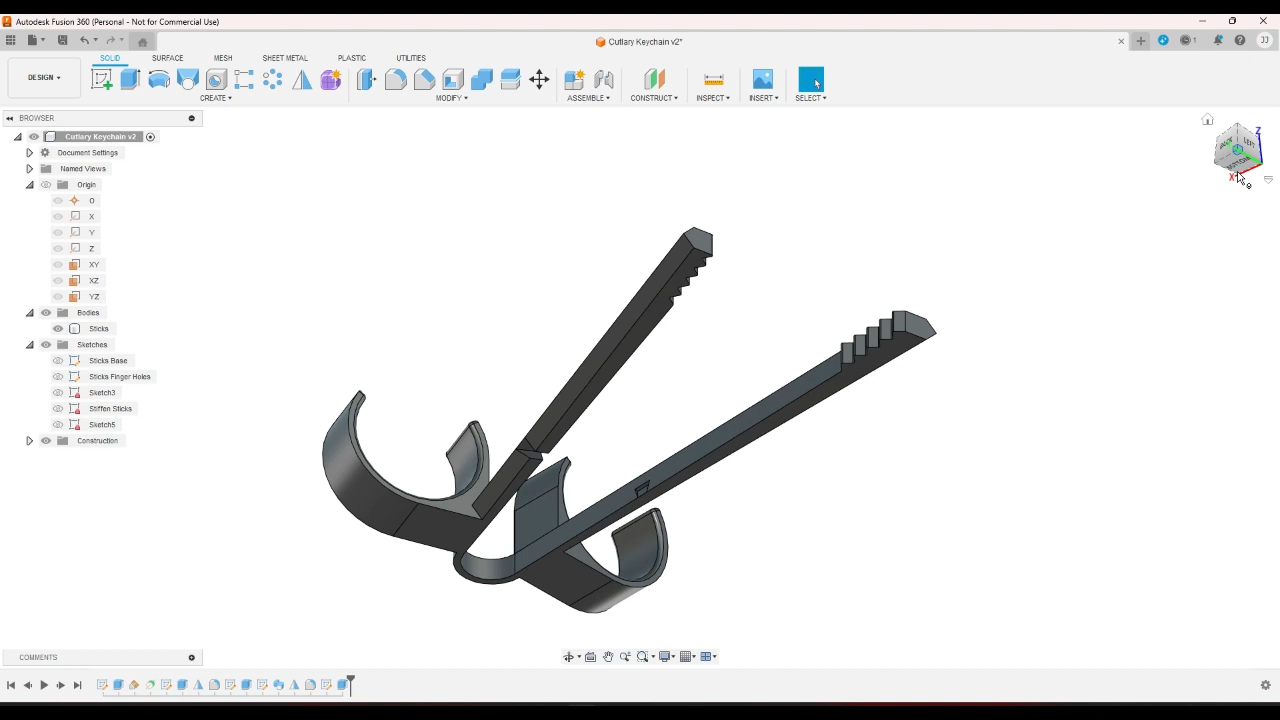 Autodesk Fusion 360 (Personal - Not for Commercial Use)
Cutlary Keychain v2*
1
JJ
SOLID SURFACE MESH SHEET METAL PLASTIC UTILITIES
DESIGN
CREATE MODIFY ASSEMBLE CONSTRUCT INSPECT INSERT SELECT
BROWSER
Cutlary Keychain v2
Document Settings
Named Views
Origin
O
X
Y
Z
XY
XZ
YZ
Bodies
Sticks
Sketches
Sticks Base
Sticks Finger Holes
Sketch3
Stiffen Sticks
Sketch5
Construction
Z
X
COMMENTS